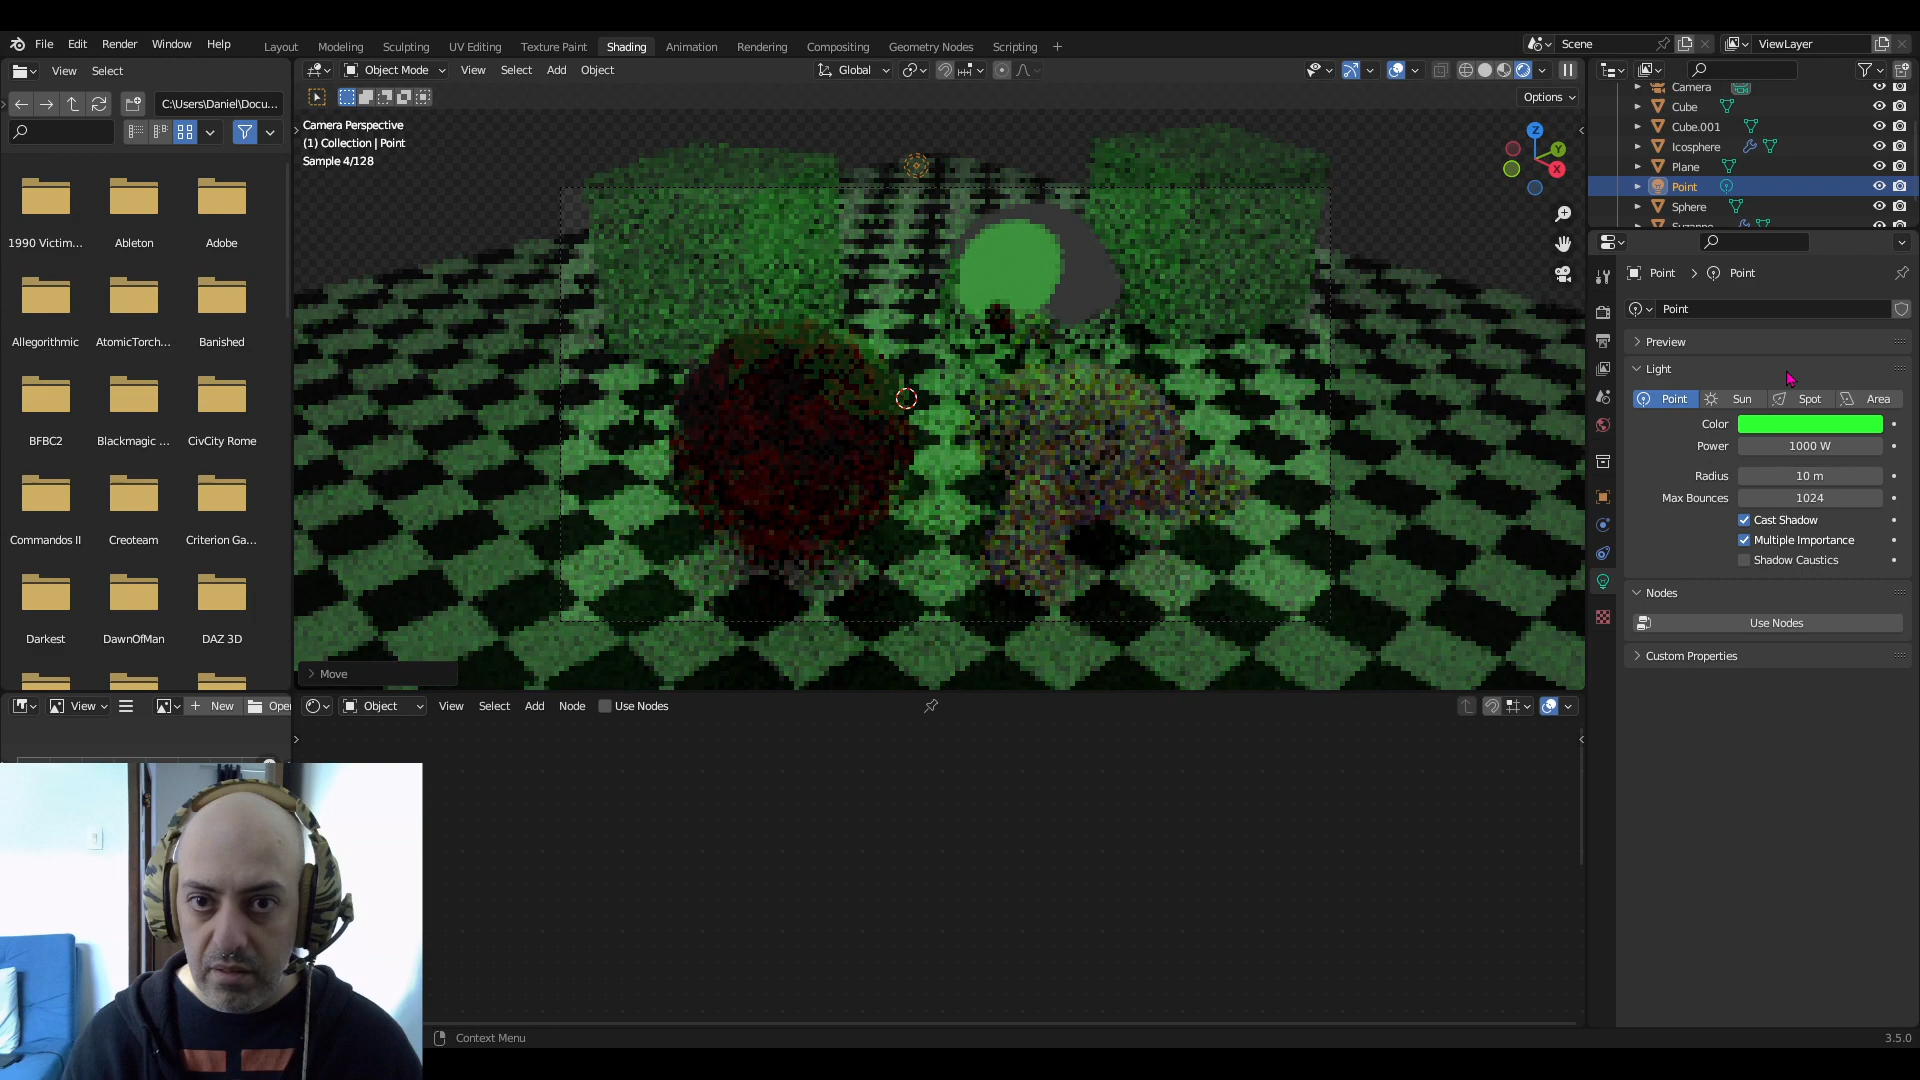 File Edit Render Window Help
Layout Modeling Sculpting UV Editing Texture Paint Shading Animation Rendering Compositing Geometry Nodes Scripting +
Scene
ViewLayer
View Select
C:\Users\Daniel\Docu...
1990 Victim... Ableton Adobe
Allegorithmic AtomicTorch... Banished
BFBC2 Blackmagic ... CivCity Rome
Commandos II Creoteam Criterion Ga...
Darkest DawnOfMan DAZ 3D
Object Mode View Select Add Object
Global
Options
Camera Perspective
(1) Collection | Point
Sample 4/128
Z
Y
X
Move
Camera
Cube
Cube.001
Icosphere
Plane
Point
Sphere
Suzanne
Point > Point
Point
Preview
Light
Point Sun Spot Area
Color
Power 1000 W
Radius 10 m
Max Bounces 1024
Cast Shadow
Multiple Importance
Shadow Caustics
Nodes
Use Nodes
Custom Properties
View
+ New
Open
Object View Select Add Node Use Nodes
Context Menu
3.5.0